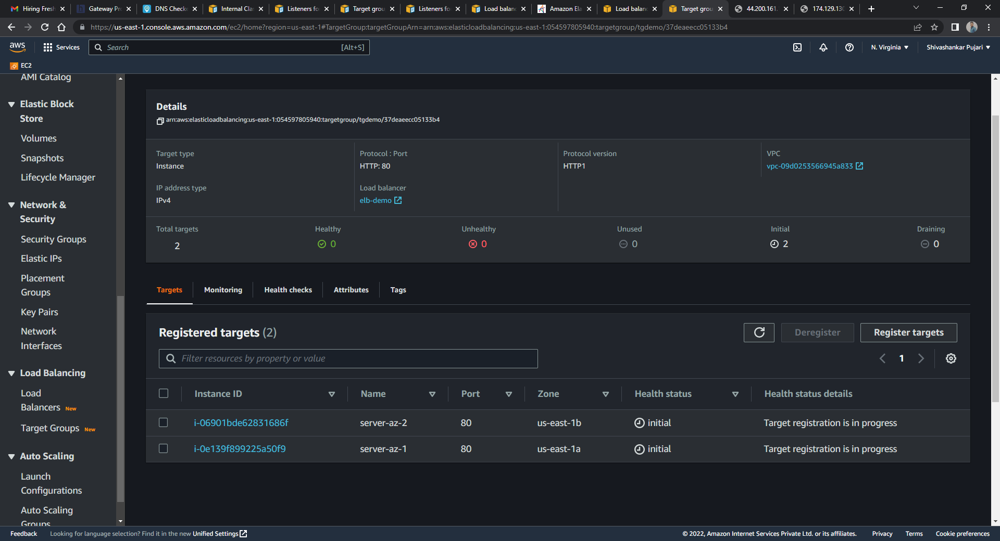 Hiring Fresh
Gateway Pro
DNS Checke
Internal Clas
Listeners fo
Target grou
Listeners fo
Load balanc
Amazon Ela
Load balanc
Target grou
44.200.161.
174.129.130
https://us-east-1.console.aws.amazon.com/ec2/home?region=us-east-1#TargetGroup:targetGroupArn=arn:aws:elasticloadbalancing:us-east-1:054597805940:targetgroup/tgdemo/37deaeecc05133b4
aws
Services
Search
[Alt+S]
N. Virginia
Shivashankar Pujari
EC2
AMI Catalog
Elastic Block
Store
Volumes
Snapshots
Lifecycle Manager
Network &
Security
Security Groups
Elastic IPs
Placement
Groups
Key Pairs
Network
Interfaces
Load Balancing
Load
Balancers New
Target Groups New
Auto Scaling
Launch
Configurations
Auto Scaling
Groups
Details
arn:aws:elasticloadbalancing:us-east-1:054597805940:targetgroup/tgdemo/37deaeecc05133b4
Target type
Instance
Protocol : Port
HTTP: 80
Protocol version
HTTP1
VPC
vpc-09d0253566945a833
IP address type
IPv4
Load balancer
elb-demo
Total targets
2
Healthy
0
Unhealthy
0
Unused
0
Initial
2
Draining
0
Targets
Monitoring
Health checks
Attributes
Tags
Registered targets (2)
Deregister
Register targets
Filter resources by property or value
1
Instance ID
Name
Port
Zone
Health status
Health status details
i-06901bde62831686f
server-az-2
80
us-east-1b
initial
Target registration is in progress
i-0e139f899225a50f9
server-az-1
80
us-east-1a
initial
Target registration is in progress
Feedback
Looking for language selection? Find it in the new Unified Settings
© 2022, Amazon Internet Services Private Ltd. or its affiliates.
Privacy
Terms
Cookie preferences